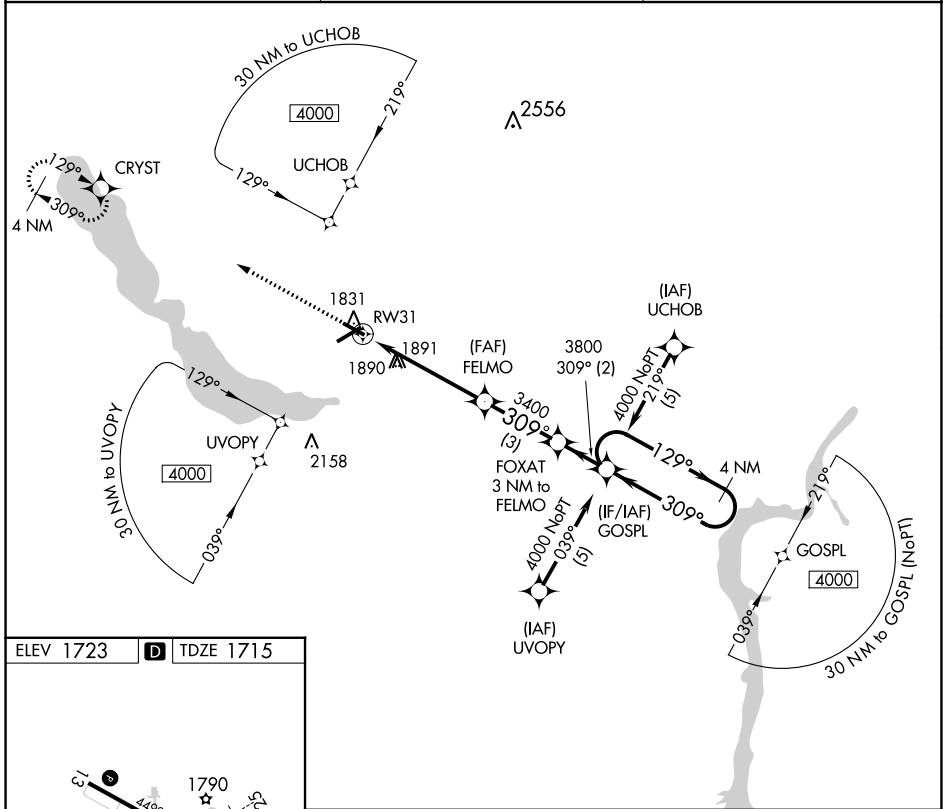 30 NM to UCHOB
4000
219°
UCHOB
129°
2556
129°
CRYST
309°
4 NM
1831
RW31
1891
1890
(FAF)
FELMO
3800
309° (2)
(IAF)
UCHOB
4000 NoPT
219°
(5)
3400
309°
(3)
FOXAT
3 NM to
FELMO
129°
4 NM
309°
(IF/IAF)
GOSPL
4000 NoPT
039°
(5)
(IAF)
UVOPY
129°
UVOPY
2158
4000
30 NM to UVOPY
039°
219°
GOSPL
4000
039°
30 NM to GOSPL (NoPT)
ELEV 1723
D
TDZE 1715
13
P
1790
25